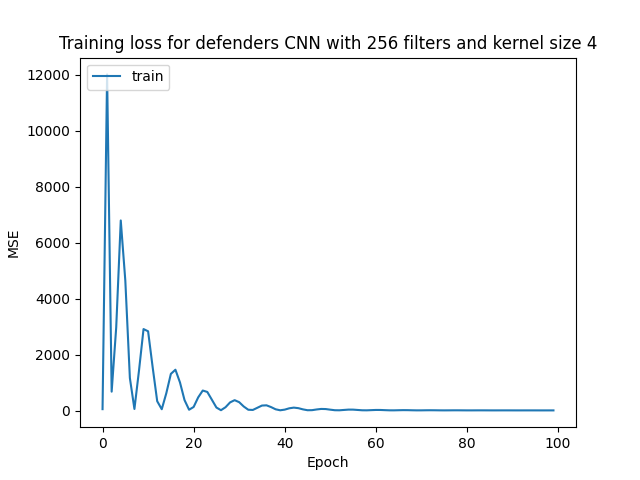 Training loss for defenders CNN with 256 filters and kernel size 4
train
12000
10000
8000
6000
4000
2000
0
MSE
0 20 40 60 80 100
Epoch